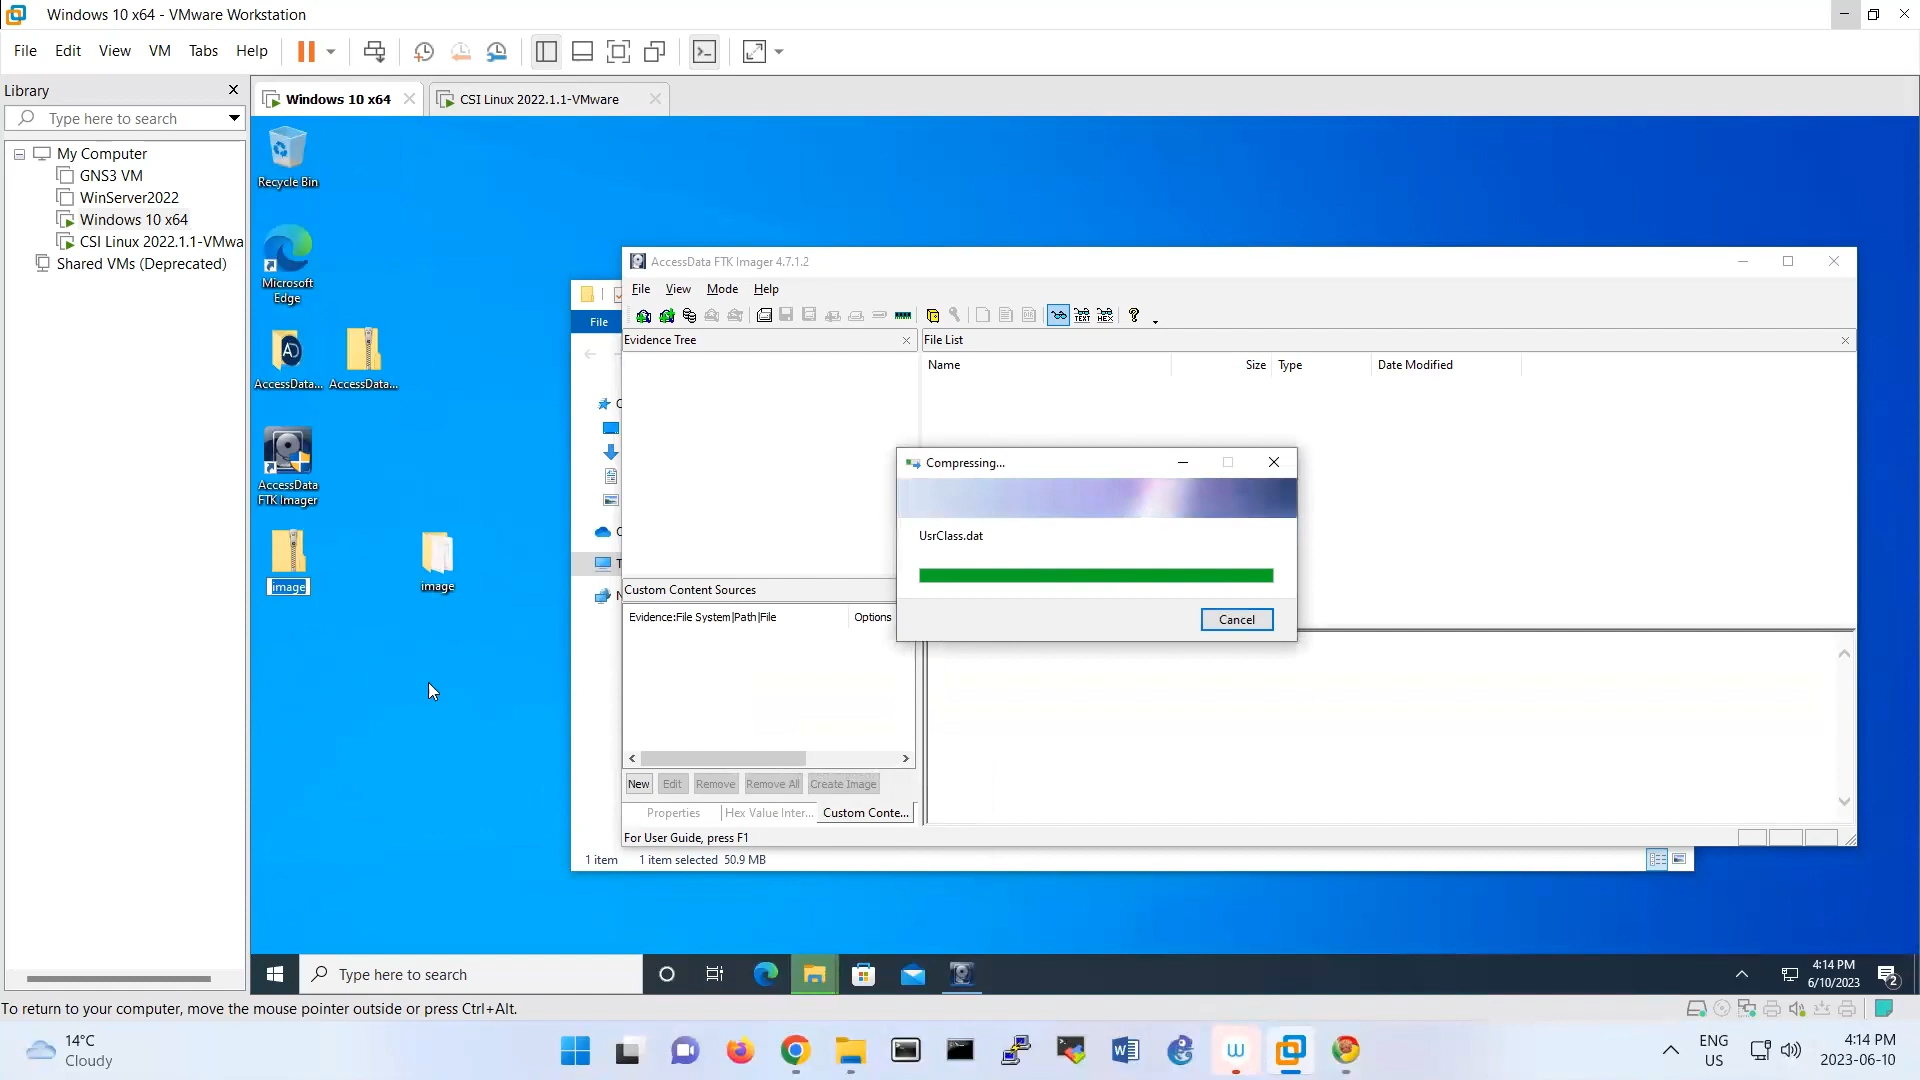 Windows 10 x64 - VMware Workstation
File Edit View VM Tabs Help
Library
Type here to search
My Computer
GNS3 VM
WinServer2022
Windows 10 x64
CSI Linux 2022.1.1-VMwa
Shared VMs (Deprecated)
Windows 10 x64
CSI Linux 2022.1.1-VMware
Recycle Bin
Microsoft
Edge
AccessData...
AccessData...
AccessData
FTK Imager
image
image
File
AccessData FTK Imager 4.7.1.2
File View Mode Help
TEXT
HEX
Evidence Tree
File List
Name Size Type Date Modified
Custom Content Sources
Evidence:File System|Path|File Options
New Edit Remove Remove All Create Image
Properties Hex Value Inter... Custom Conte...
For User Guide, press F1
1 item 1 item selected 50.9 MB
Compressing...
UsrClass.dat
Cancel
Type here to search
4:14 PM
6/10/2023
2
To return to your computer, move the mouse pointer outside or press Ctrl+Alt.
14°C
Cloudy
ENG
US
4:14 PM
2023-06-10